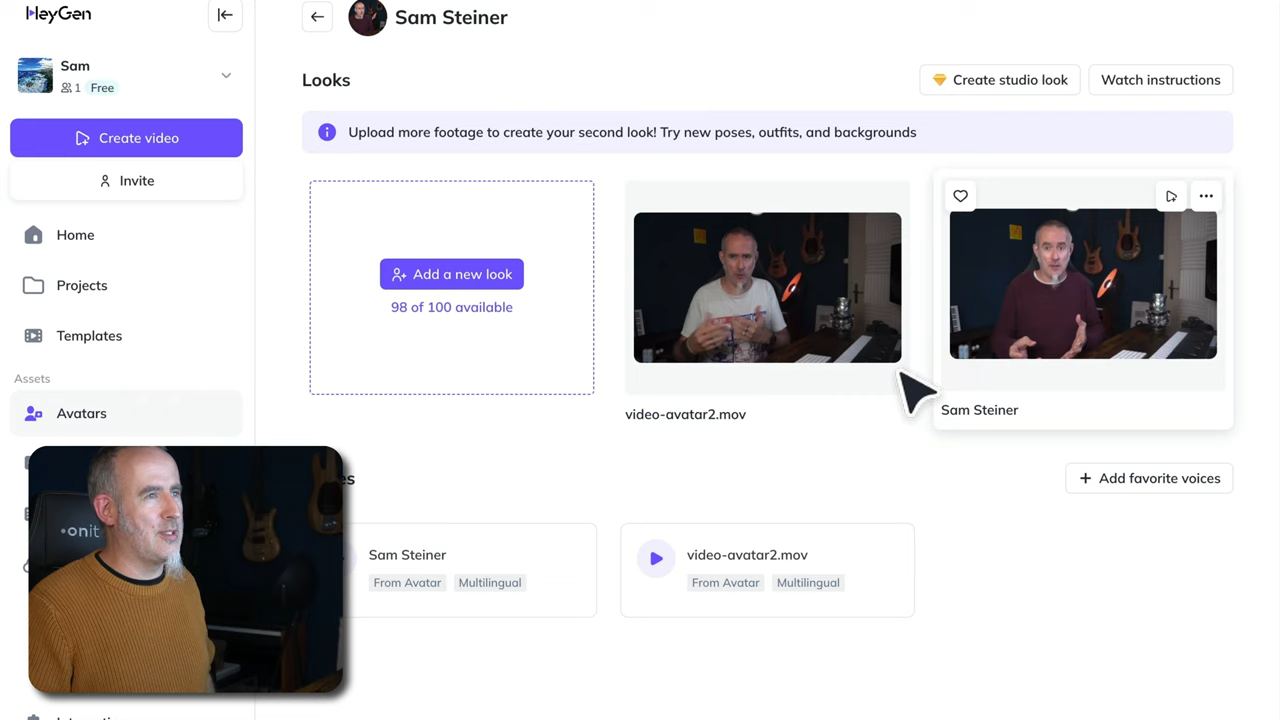 HeyGen
Sam
1 Free
Create video
Invite
Home
Projects
Templates
Assets
Avatars
Sam Steiner
Looks
Create studio look
Watch instructions
Upload more footage to create your second look! Try new poses, outfits, and backgrounds
Add a new look
98 of 100 available
video-avatar2.mov
Sam Steiner
+ Add favorite voices
Sam Steiner
From Avatar Multilingual
video-avatar2.mov
From Avatar Multilingual
onit